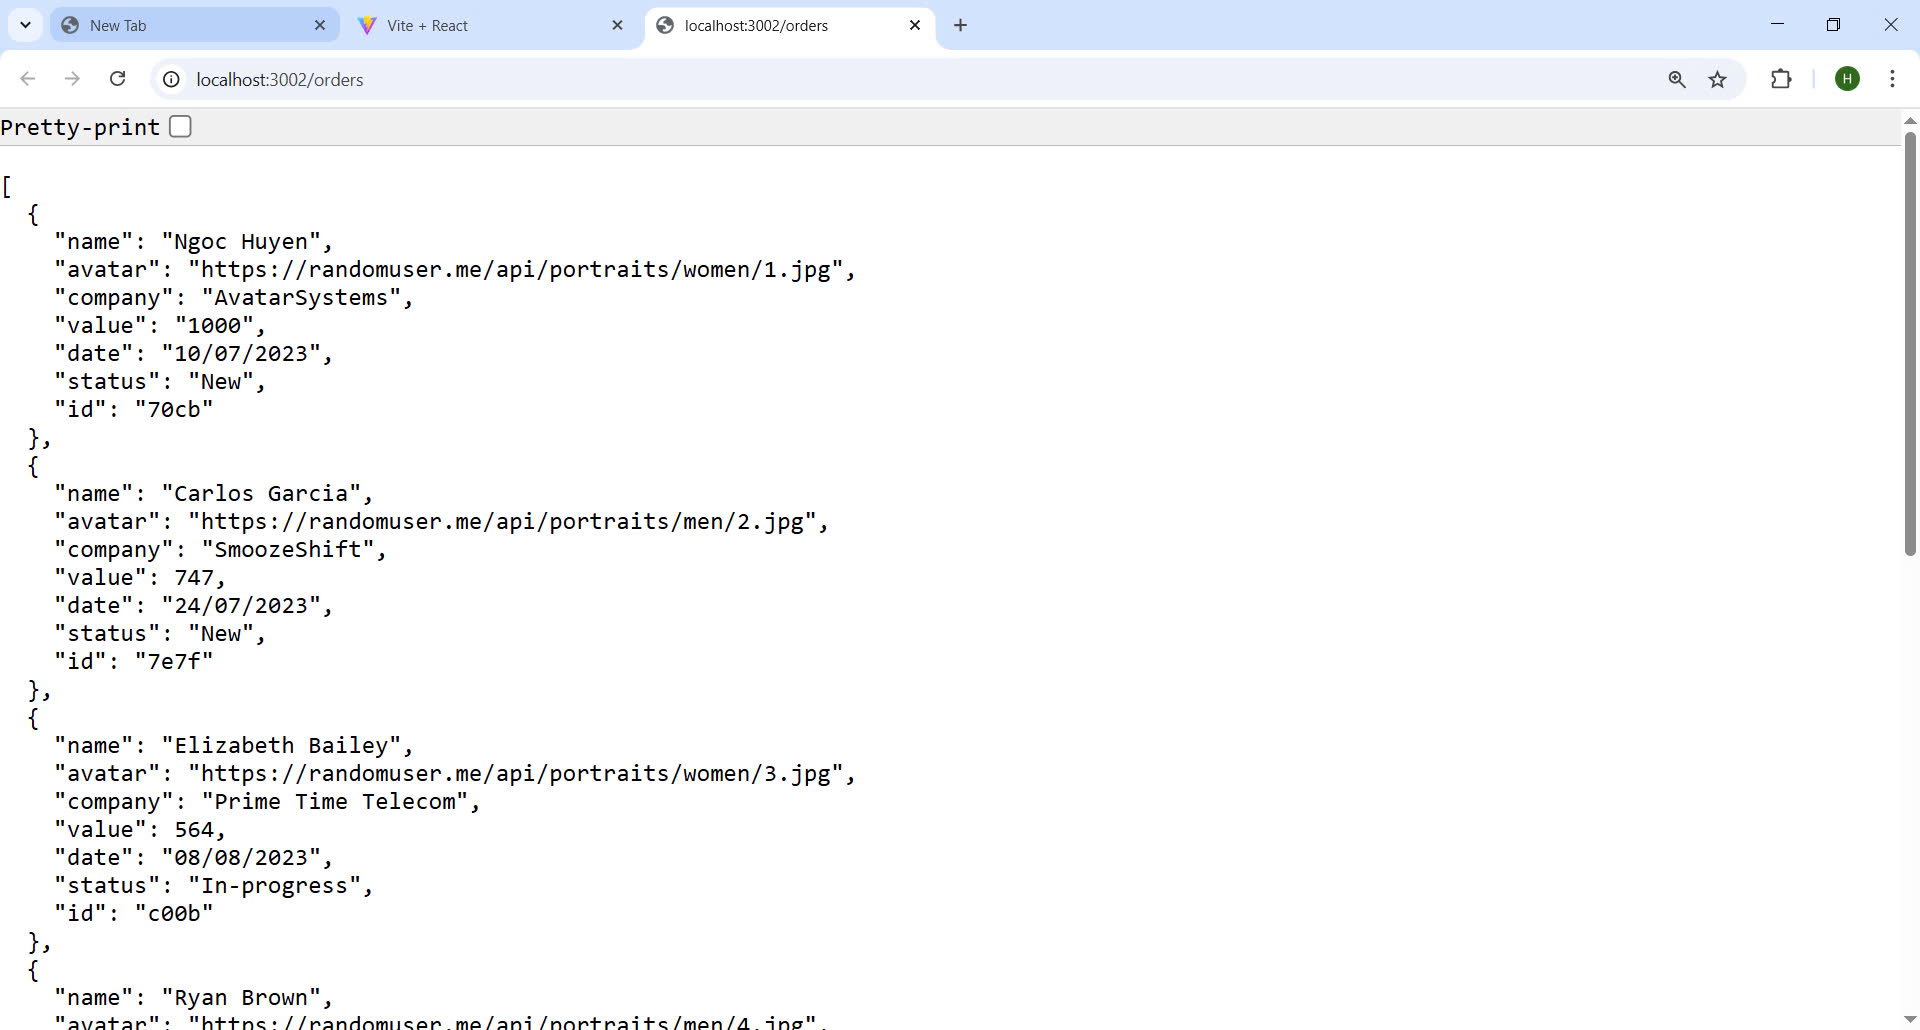 New Tab
Vite + React
localhost:3002/orders
localhost:3002/orders
H
Pretty-print
[
  {
    "name": "Ngoc Huyen",
    "avatar": "https://randomuser.me/api/portraits/women/1.jpg",
    "company": "AvatarSystems",
    "value": "1000",
    "date": "10/07/2023",
    "status": "New",
    "id": "70cb"
  },
  {
    "name": "Carlos Garcia",
    "avatar": "https://randomuser.me/api/portraits/men/2.jpg",
    "company": "SmoozeShift",
    "value": 747,
    "date": "24/07/2023",
    "status": "New",
    "id": "7e7f"
  },
  {
    "name": "Elizabeth Bailey",
    "avatar": "https://randomuser.me/api/portraits/women/3.jpg",
    "company": "Prime Time Telecom",
    "value": 564,
    "date": "08/08/2023",
    "status": "In-progress",
    "id": "c00b"
  },
  {
    "name": "Ryan Brown",
    "avatar": "https://randomuser.me/api/portraits/men/4.jpg",